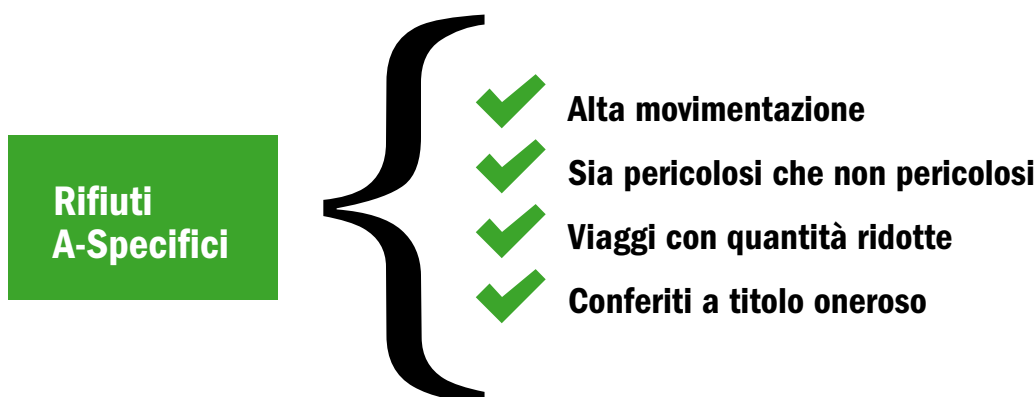 Rifiuti
A-Specifici
Alta movimentazione
Sia pericolosi che non pericolosi
Viaggi con quantità ridotte
Conferiti a titolo oneroso